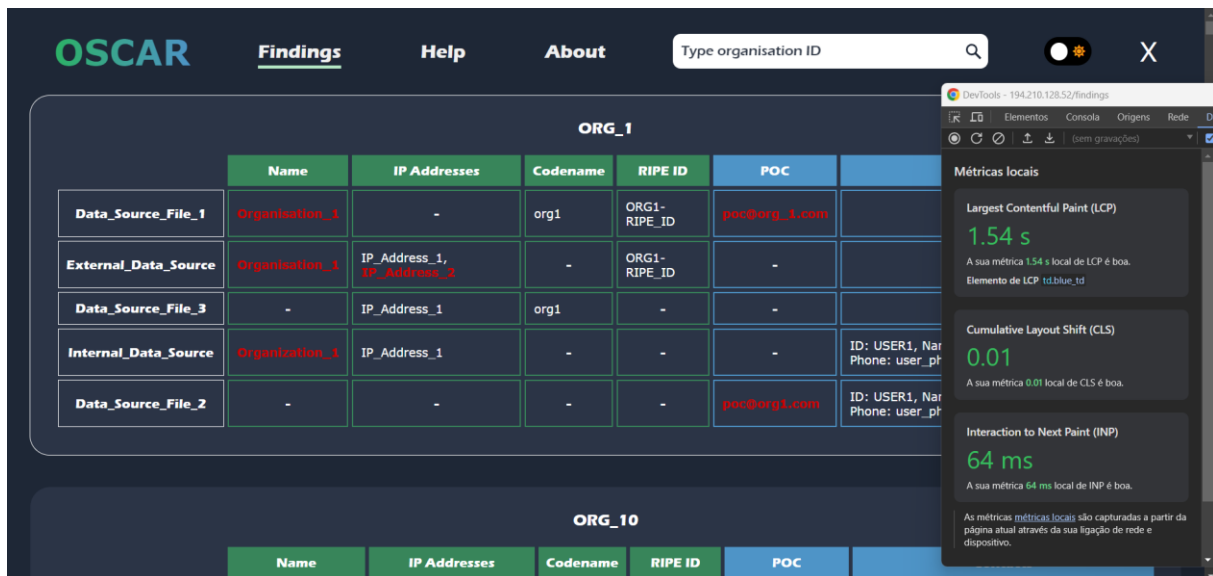 OSCAR Findings Help About Type organisation ID X
DevTools - 194.210.128.52/findings
Elementos Consola Origens Rede D
(sem gravações)
ORG_1
Name IP Addresses Codename RIPE ID POC
Data_Source_File_1 Organisation_1 - org1 ORG1-
RIPE_ID poc@org_1.com
External_Data_Source Organisation_1 IP_Address_1,
IP_Address_2 - ORG1-
RIPE_ID -
Data_Source_File_3 - IP_Address_1 org1 - -
Internal_Data_Source Organization_1 IP_Address_1 - - - ID: USER1, Nar
Phone: user_ph
Data_Source_File_2 - - - - poc@org1.com ID: USER1, Nar
Phone: user_ph
ORG_10
Name IP Addresses Codename RIPE ID POC
Métricas locais
Largest Contentful Paint (LCP)
1.54 s
A sua métrica 1.54 s local de LCP é boa.
Elemento de LCP td.blue_td
Cumulative Layout Shift (CLS)
0.01
A sua métrica 0.01 local de CLS é boa.
Interaction to Next Paint (INP)
64 ms
A sua métrica 64 ms local de INP é boa.
As métricas métricas locais são capturadas a partir da
página atual através da sua ligação de rede e
dispositivo.